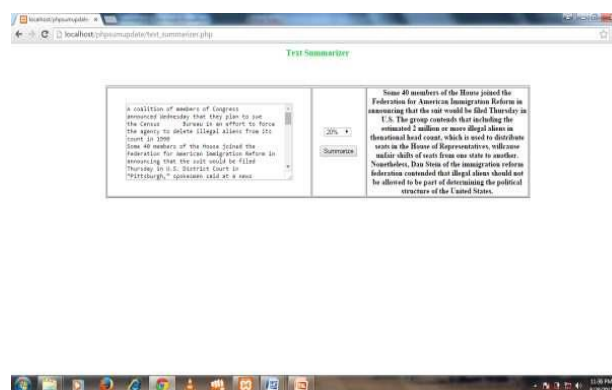 localhost/phpsumupdate
localhost/phpsumupdate/text_summarizer.php
Text Summarizer
A coalition of members of Congress
announced Wednesday that they plan to sue
the Census Bureau in an effort to force
the agency to delete illegal aliens from its
count in 1990
Some 40 members of the House joined the
Federation for American Immigration Reform in
announcing that the suit would be filed
Thursday in U.S. District Court in
"Pittsburgh," spokesmen said at a news
20%
Summarize
Some 40 members of the House joined the
Federation for American Immigration Reform in
announcing that the suit would be filed Thursday in
U.S. The group contends that including the
estimated 2 million or more illegal aliens in
thenational head count, which is used to distribute
seats in the House of Representatives, willcause
unfair shifts of seats from one state to another.
Nonetheless, Dan Stein of the immigration reform
federation contended that illegal aliens should not
be allowed to be part of determining the political
structure of the United States.